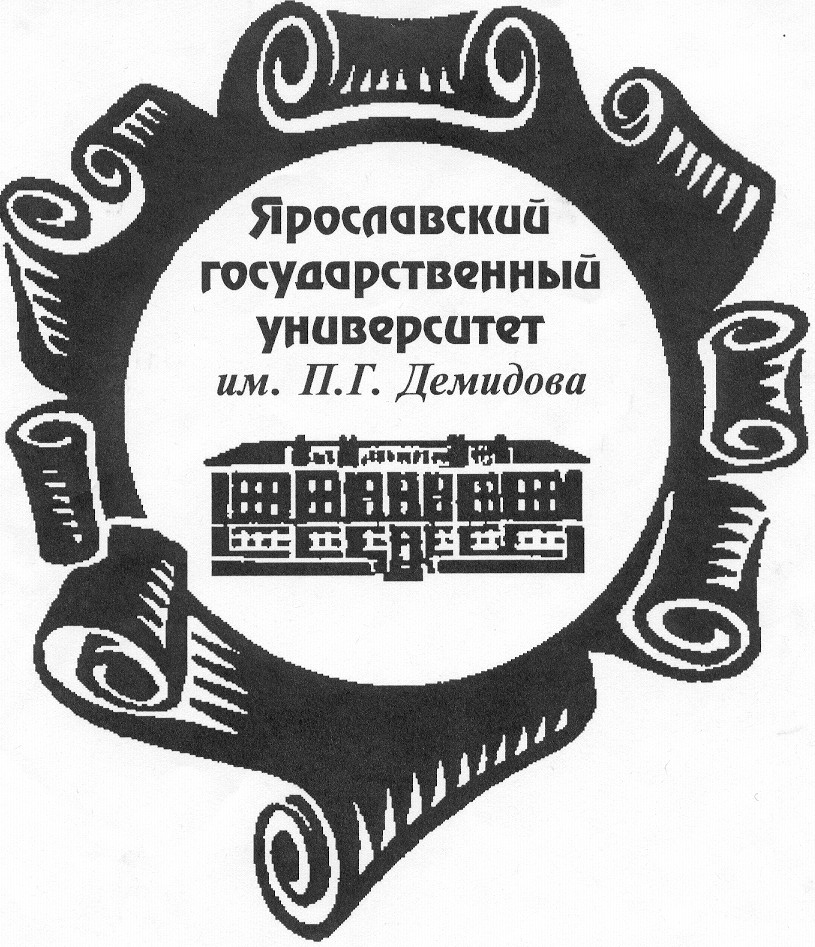 Ярославский
государственный
университет
им. П.Г. Демидова